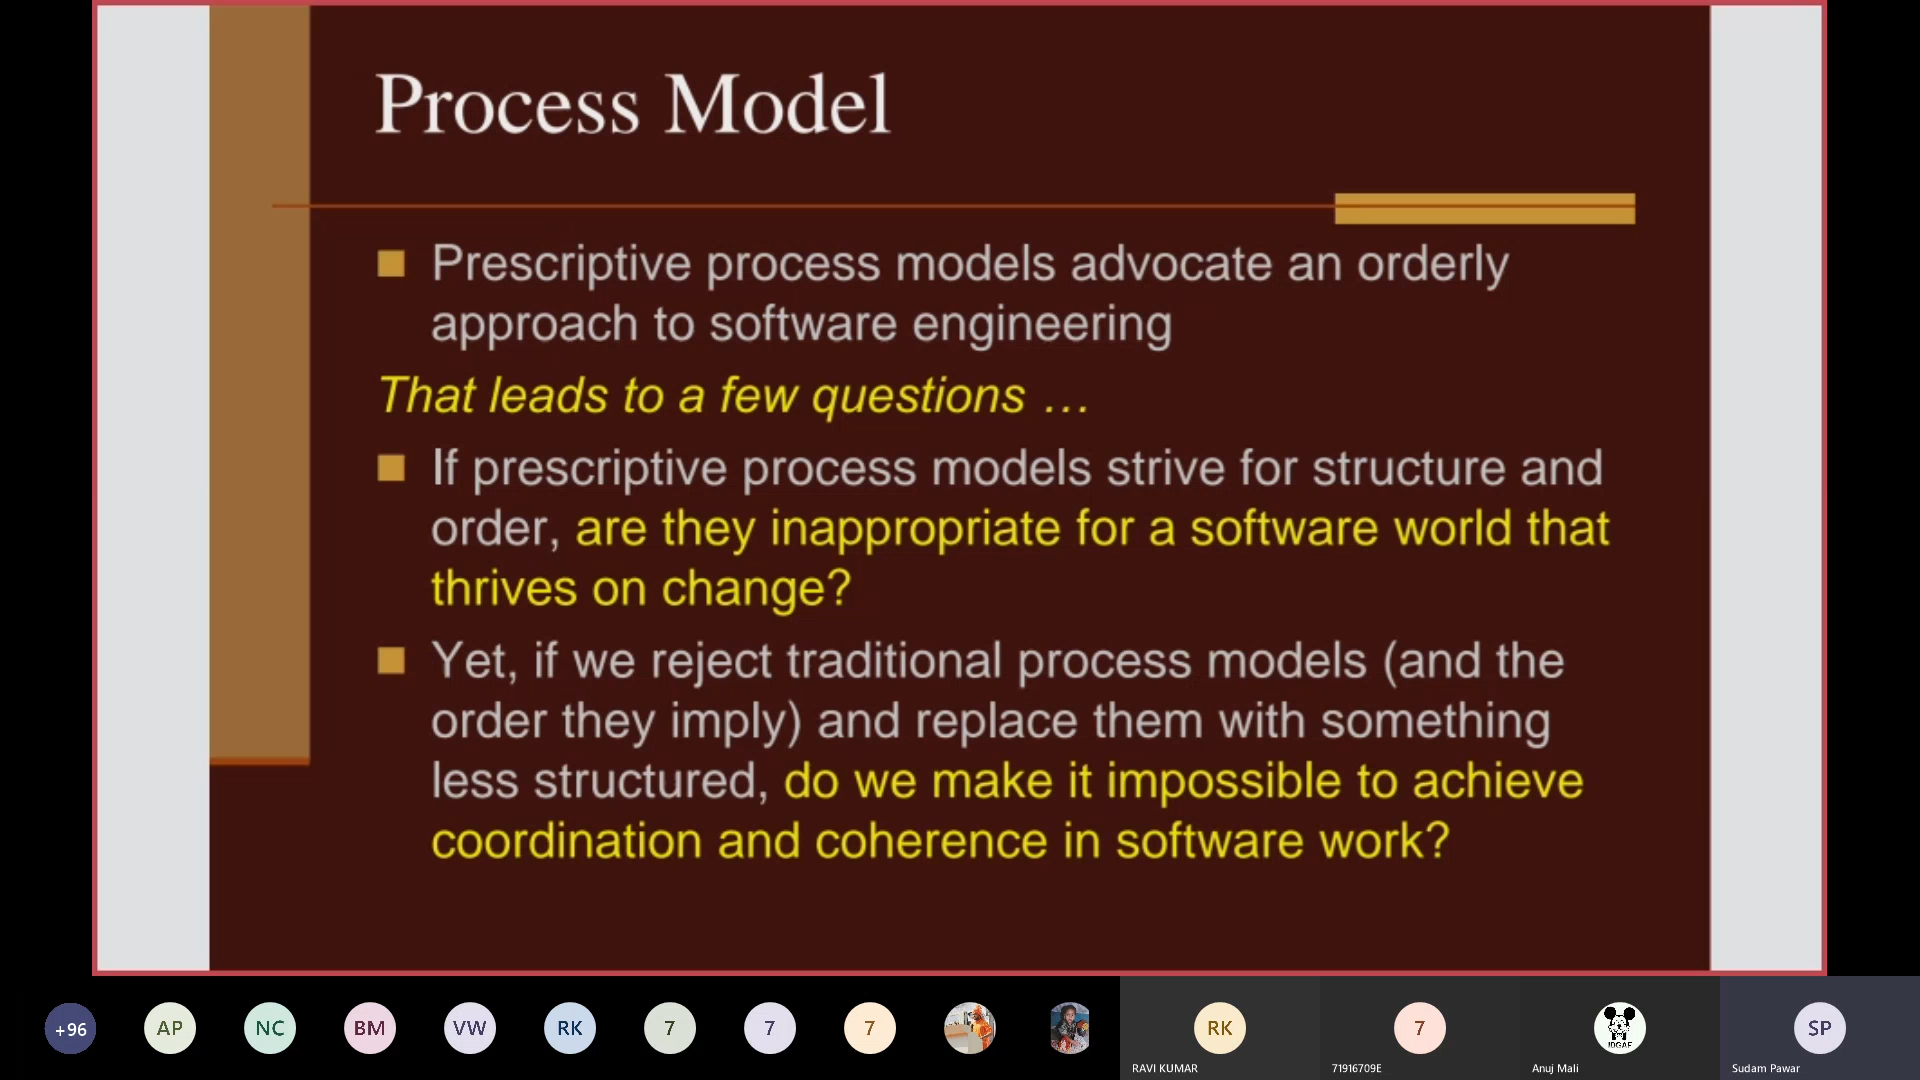 Process Model
Prescriptive process models advocate an orderly
approach to software engineering
That leads to a few questions …
If prescriptive process models strive for structure and
order, are they inappropriate for a software world that
thrives on change?
Yet, if we reject traditional process models (and the
order they imply) and replace them with something
less structured, do we make it impossible to achieve
coordination and coherence in software work?
+96
AP
NC
BM
VW
RK
7
7
7
RK
RAVI KUMAR
7
71916709E
IDGAF
Anuj Mali
SP
Sudam Pawar